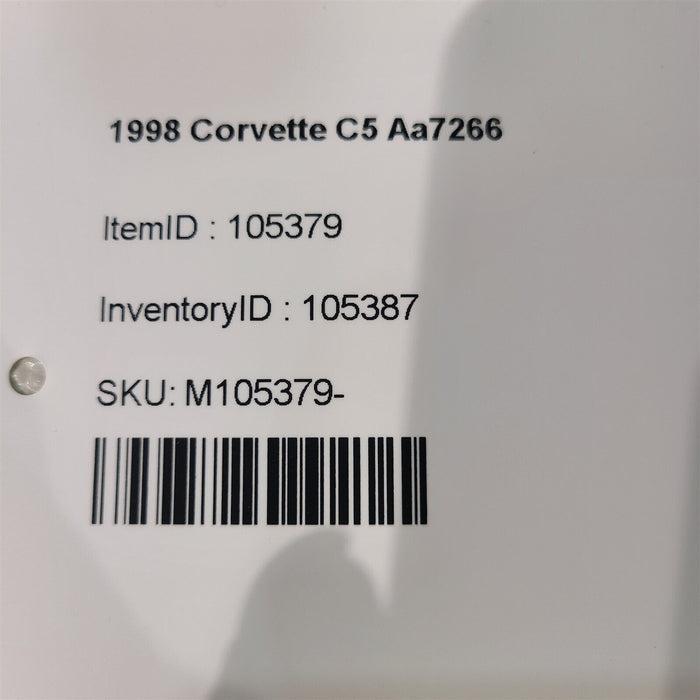 1998 Corvette C5 Aa7266
ItemID : 105379
InventoryID : 105387
SKU: M105379-